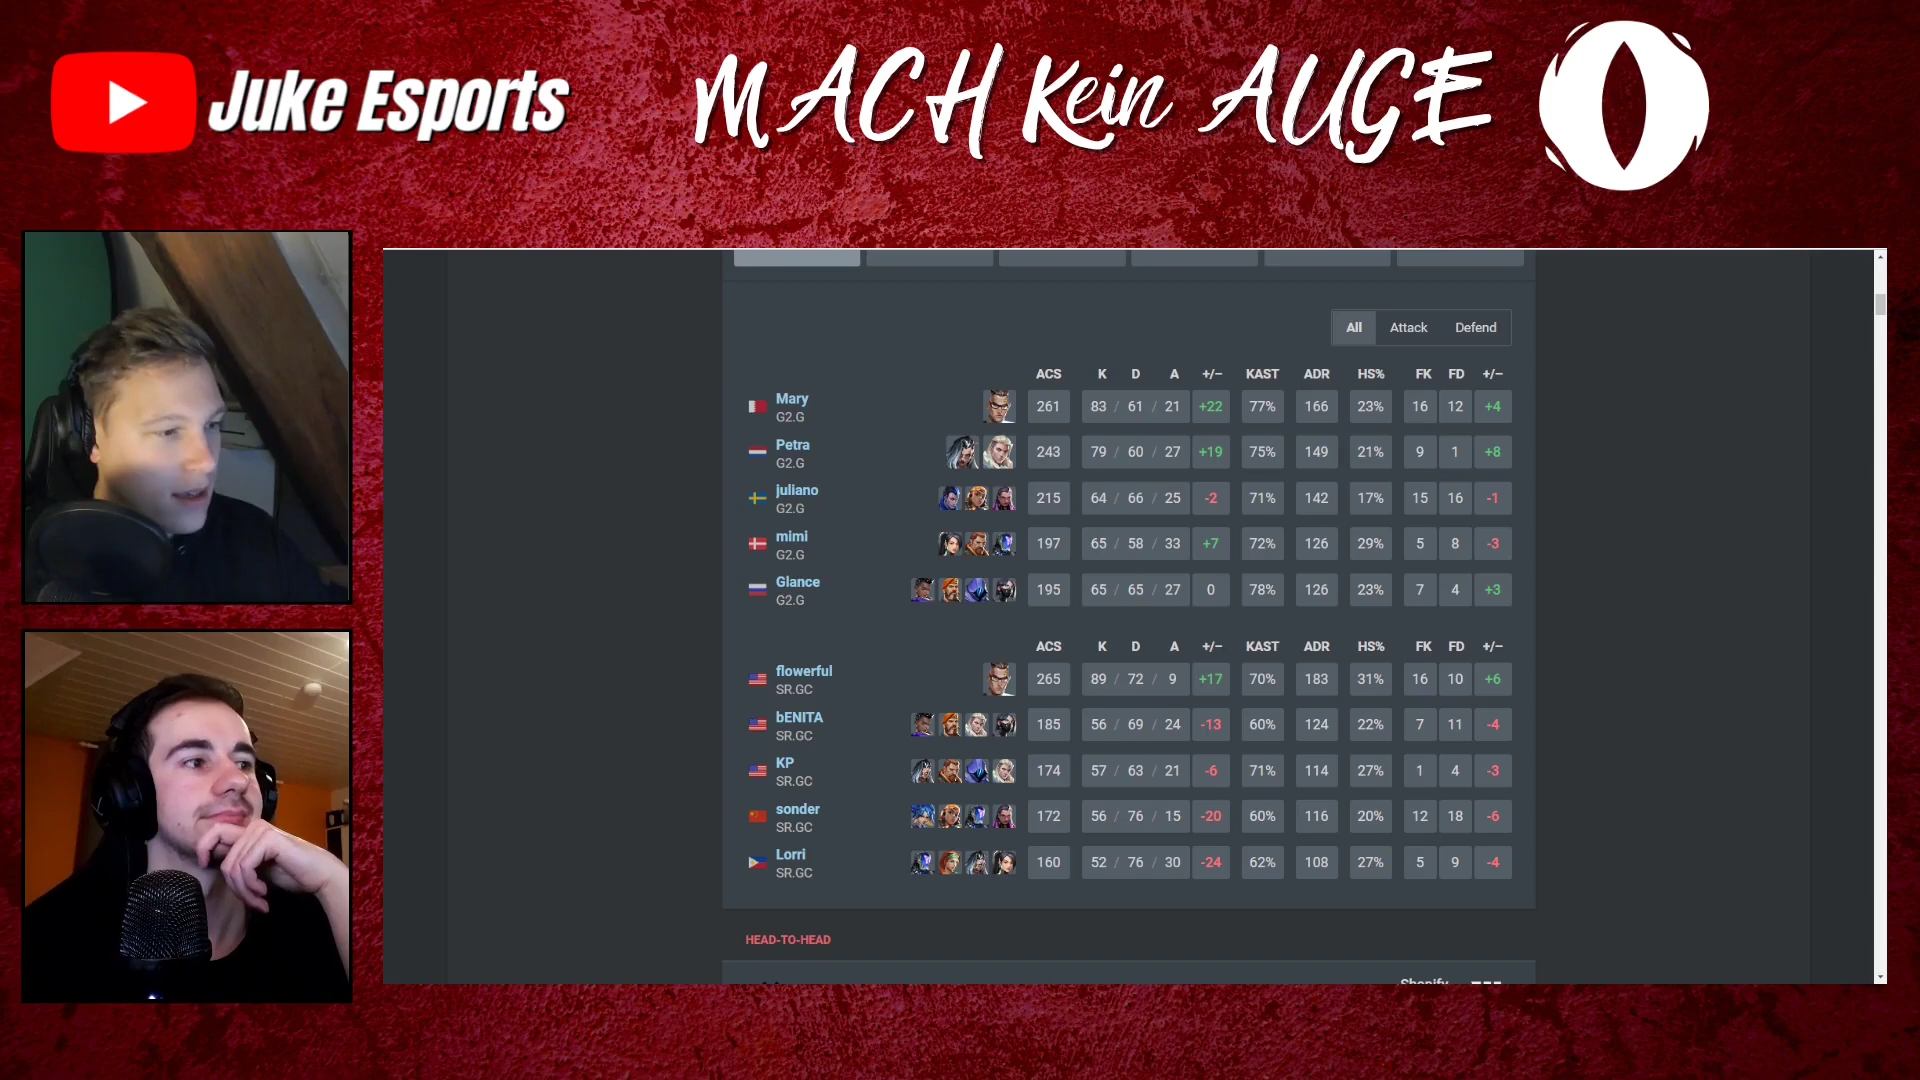 Juke Esports
MACH Kein AUGE
All Attack Defend
ACS K D A +/– KAST ADR HS% FK FD +/–
Mary
G2.G
261 83 / 61 / 21 +22 77% 166 23% 16 12 +4
Petra
G2.G
243 79 / 60 / 27 +19 75% 149 21% 9 1 +8
juliano
G2.G
215 64 / 66 / 25 -2 71% 142 17% 15 16 -1
mimi
G2.G
197 65 / 58 / 33 +7 72% 126 29% 5 8 -3
Glance
G2.G
195 65 / 65 / 27 0 78% 126 23% 7 4 +3
ACS K D A +/– KAST ADR HS% FK FD +/–
flowerful
SR.GC
265 89 / 72 / 9 +17 70% 183 31% 16 10 +6
bENITA
SR.GC
185 56 / 69 / 24 -13 60% 124 22% 7 11 -4
KP
SR.GC
174 57 / 63 / 21 -6 71% 114 27% 1 4 -3
sonder
SR.GC
172 56 / 76 / 15 -20 60% 116 20% 12 18 -6
Lorri
SR.GC
160 52 / 76 / 30 -24 62% 108 27% 5 9 -4
HEAD-TO-HEAD
Shopify